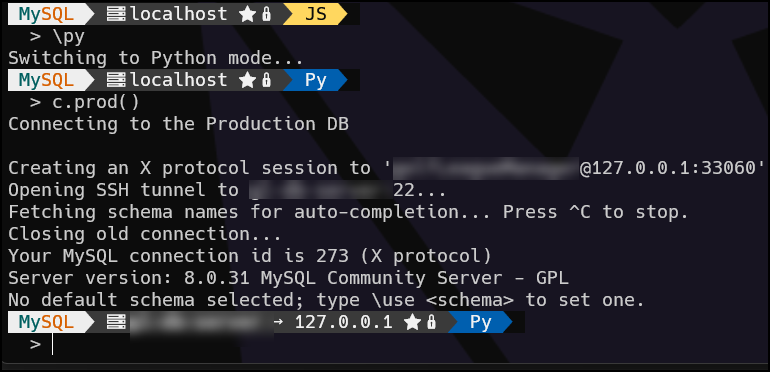 MySQL localhost ★ JS
> \py
Switching to Python mode...
MySQL localhost ★ Py
> c.prod()
Connecting to the Production DB
Creating an X protocol session to '@127.0.0.1:33060'
Opening SSH tunnel to 22...
Fetching schema names for auto-completion... Press ^C to stop.
Closing old connection...
Your MySQL connection id is 273 (X protocol)
Server version: 8.0.31 MySQL Community Server - GPL
No default schema selected; type \use <schema> to set one.
MySQL → 127.0.0.1 ★ Py
>